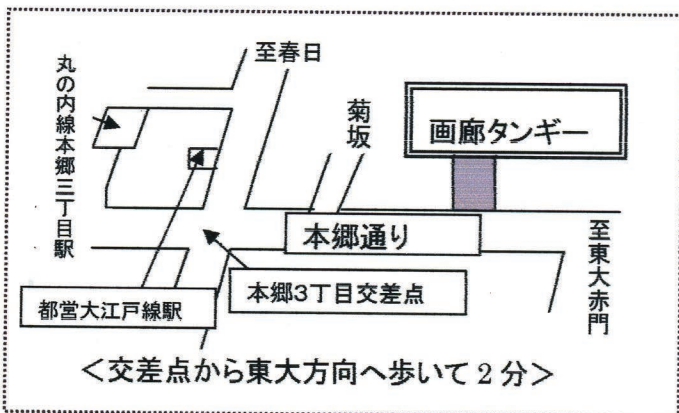 丸の内線本郷三丁目駅
至春日
菊坂
画廊タンギー
本郷通り
至東大赤門
本郷3丁目交差点
都営大江戸線駅
＜交差点から東大方向へ歩いて2分＞